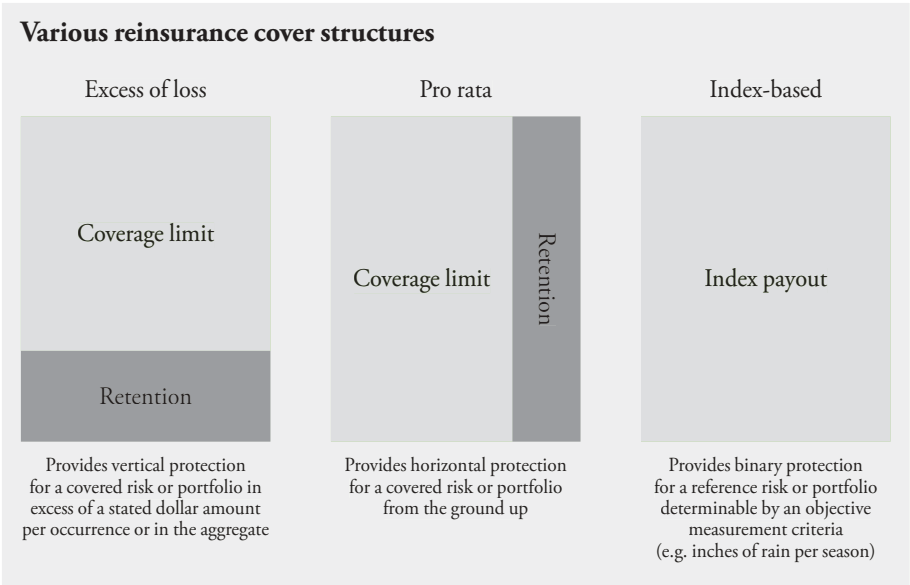 Various reinsurance cover structures
Excess of loss
Coverage limit
Retention
Provides vertical protection
for a covered risk or portfolio in
excess of a stated dollar amount
per occurrence or in the aggregate
Pro rata
Coverage limit
Retention
Provides horizontal protection
for a covered risk or portfolio
from the ground up
Index-based
Index payout
Provides binary protection
for a reference risk or portfolio
determinable by an objective
measurement criteria
(e.g. inches of rain per season)